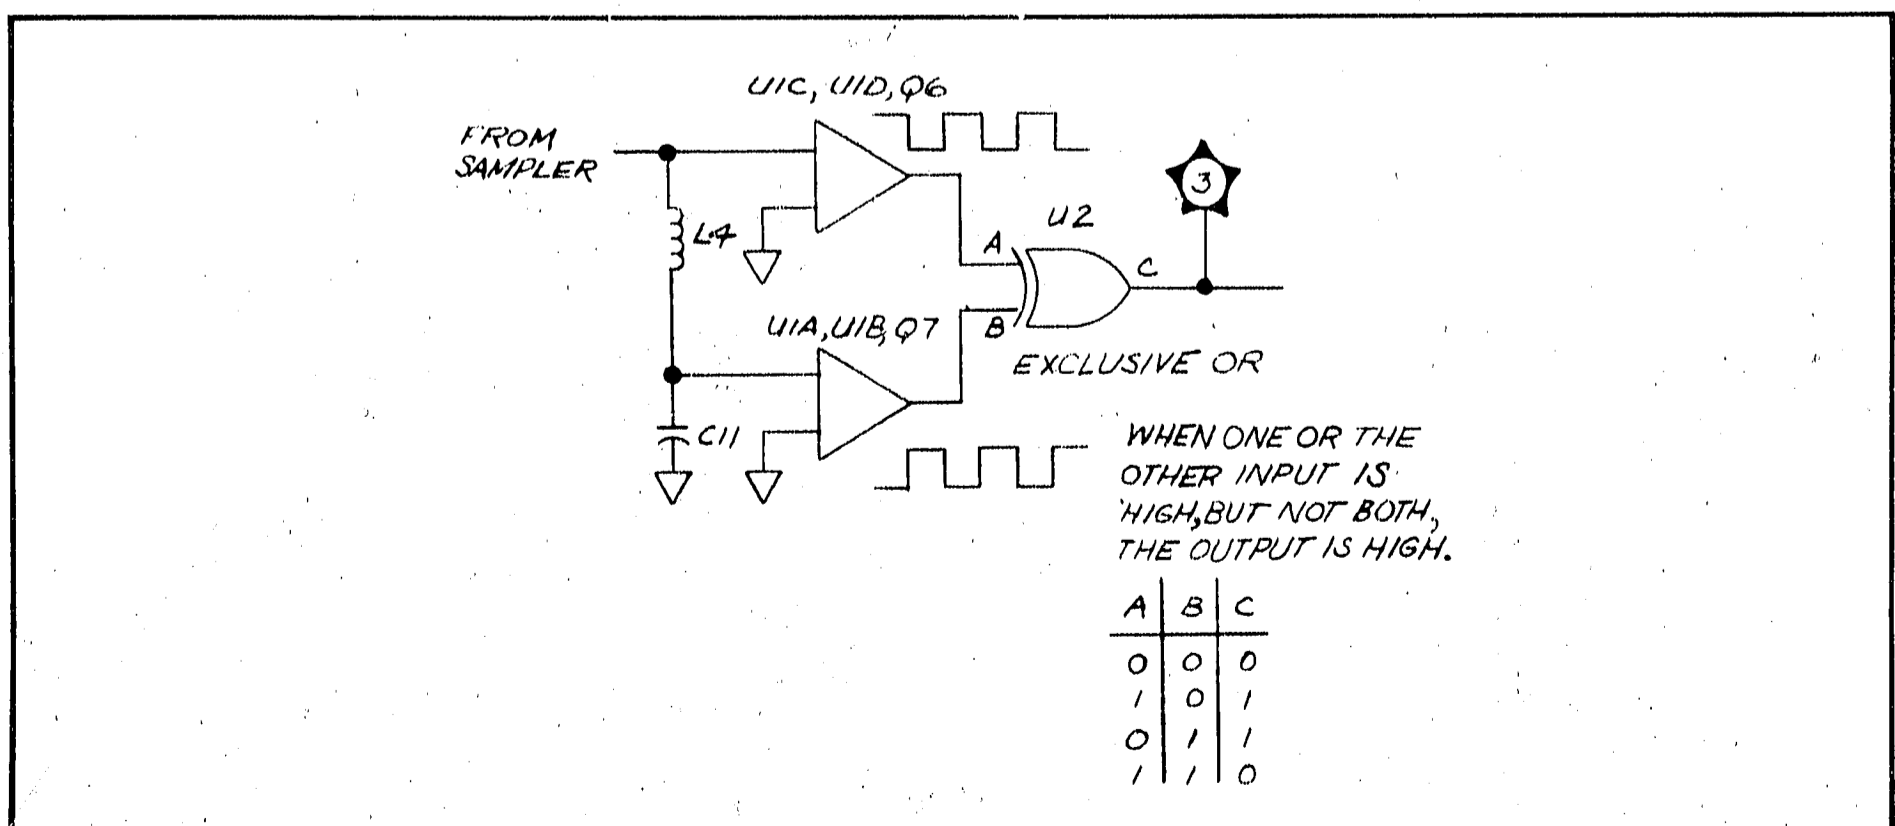 U1C, U1D, Q6
FROM
SAMPLER
3
L4
U2
A
C
B
U1A, U1B, Q7
EXCLUSIVE OR
C11
WHEN ONE OR THE
OTHER INPUT IS
HIGH, BUT NOT BOTH,
THE OUTPUT IS HIGH.
A B C
0 0 0
1 0 1
0 1 1
1 1 0